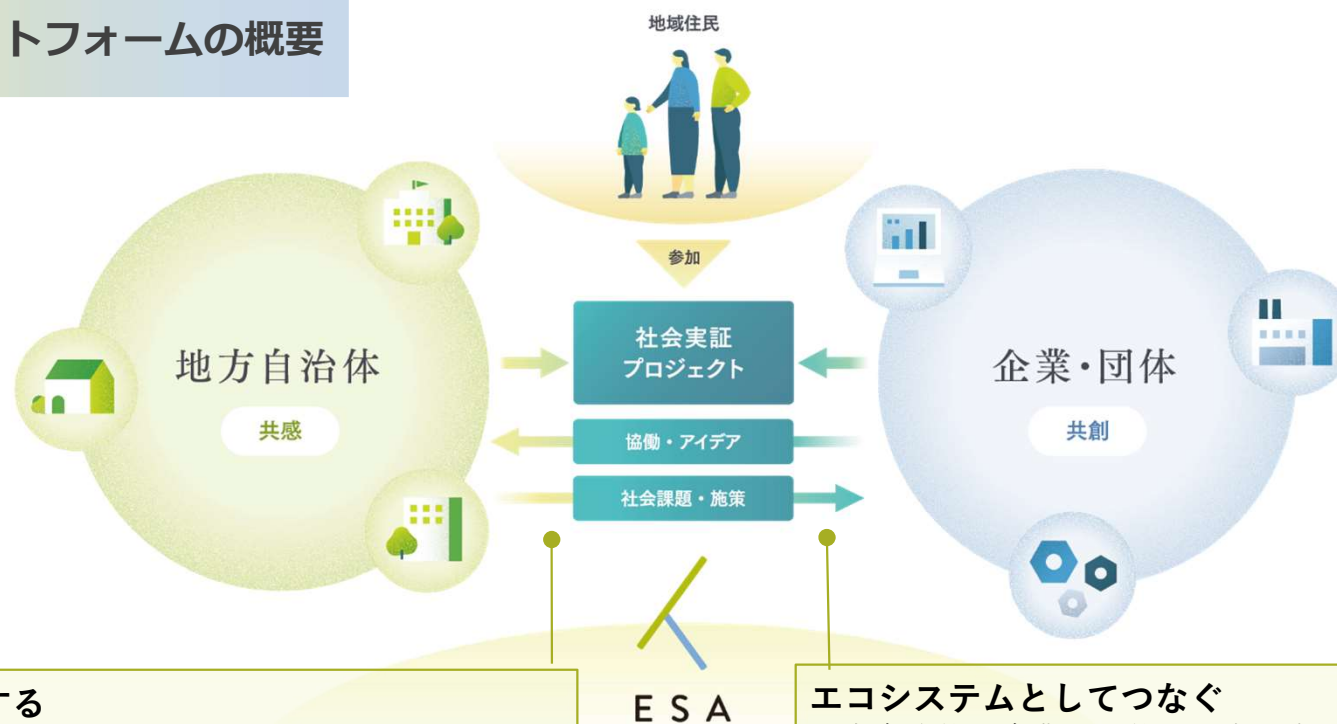 トフォームの概要
地域住民
参加
社会実証
プロジェクト
地方自治体
共感
企業・団体
共創
協働・アイデア
社会課題・施策
ESA
する
エコシステムとしてつなぐ